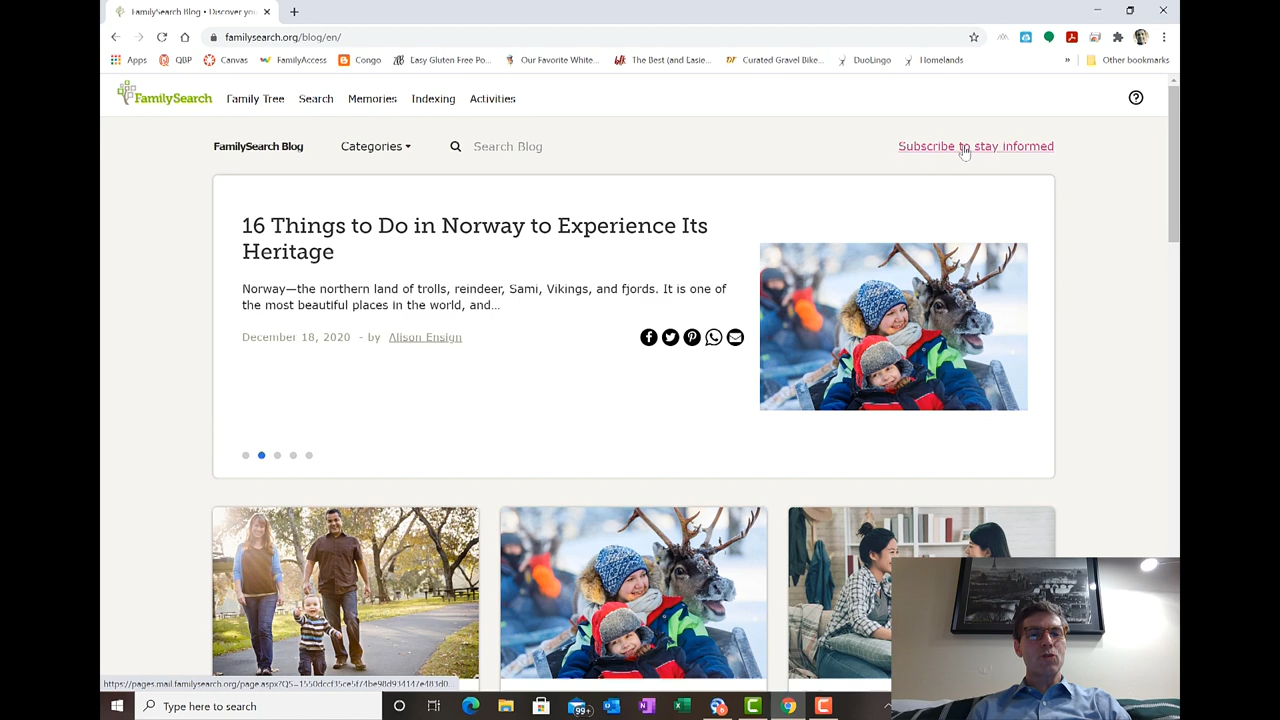 FamilySearch Blog • Discover you
familysearch.org/blog/en/
Apps QBP Canvas FamilyAccess Congo Easy Gluten Free Po... Our Favorite White... The Best (and Easie... Curated Gravel Bike... DuoLingo Homelands » Other bookmarks
FamilySearch Family Tree Search Memories Indexing Activities
FamilySearch Blog Categories Search Blog Subscribe to stay informed
16 Things to Do in Norway to Experience Its
Heritage
Norway—the northern land of trolls, reindeer, Sami, Vikings, and fjords. It is one of
the most beautiful places in the world, and...
December 18, 2020 - by Alison Ensign
Type here to search
99+